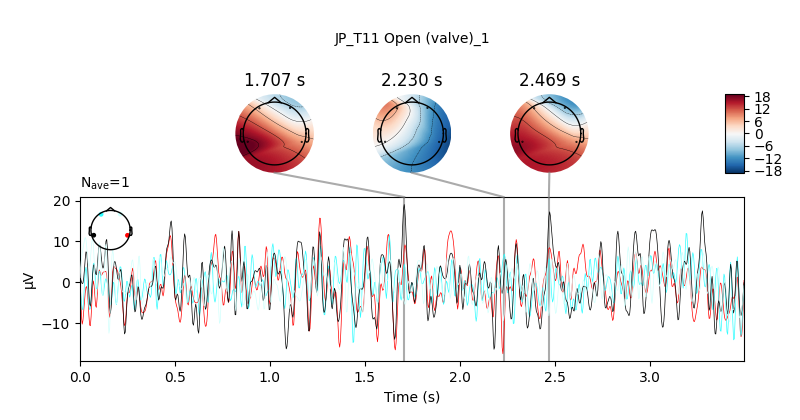 JP_T11 Open (valve)_1
1.707 s 2.230 s 2.469 s
18
12
6
0
−6
−12
−18
Nave=1
20
10
0
−10
µV
0.0 0.5 1.0 1.5 2.0 2.5 3.0
Time (s)